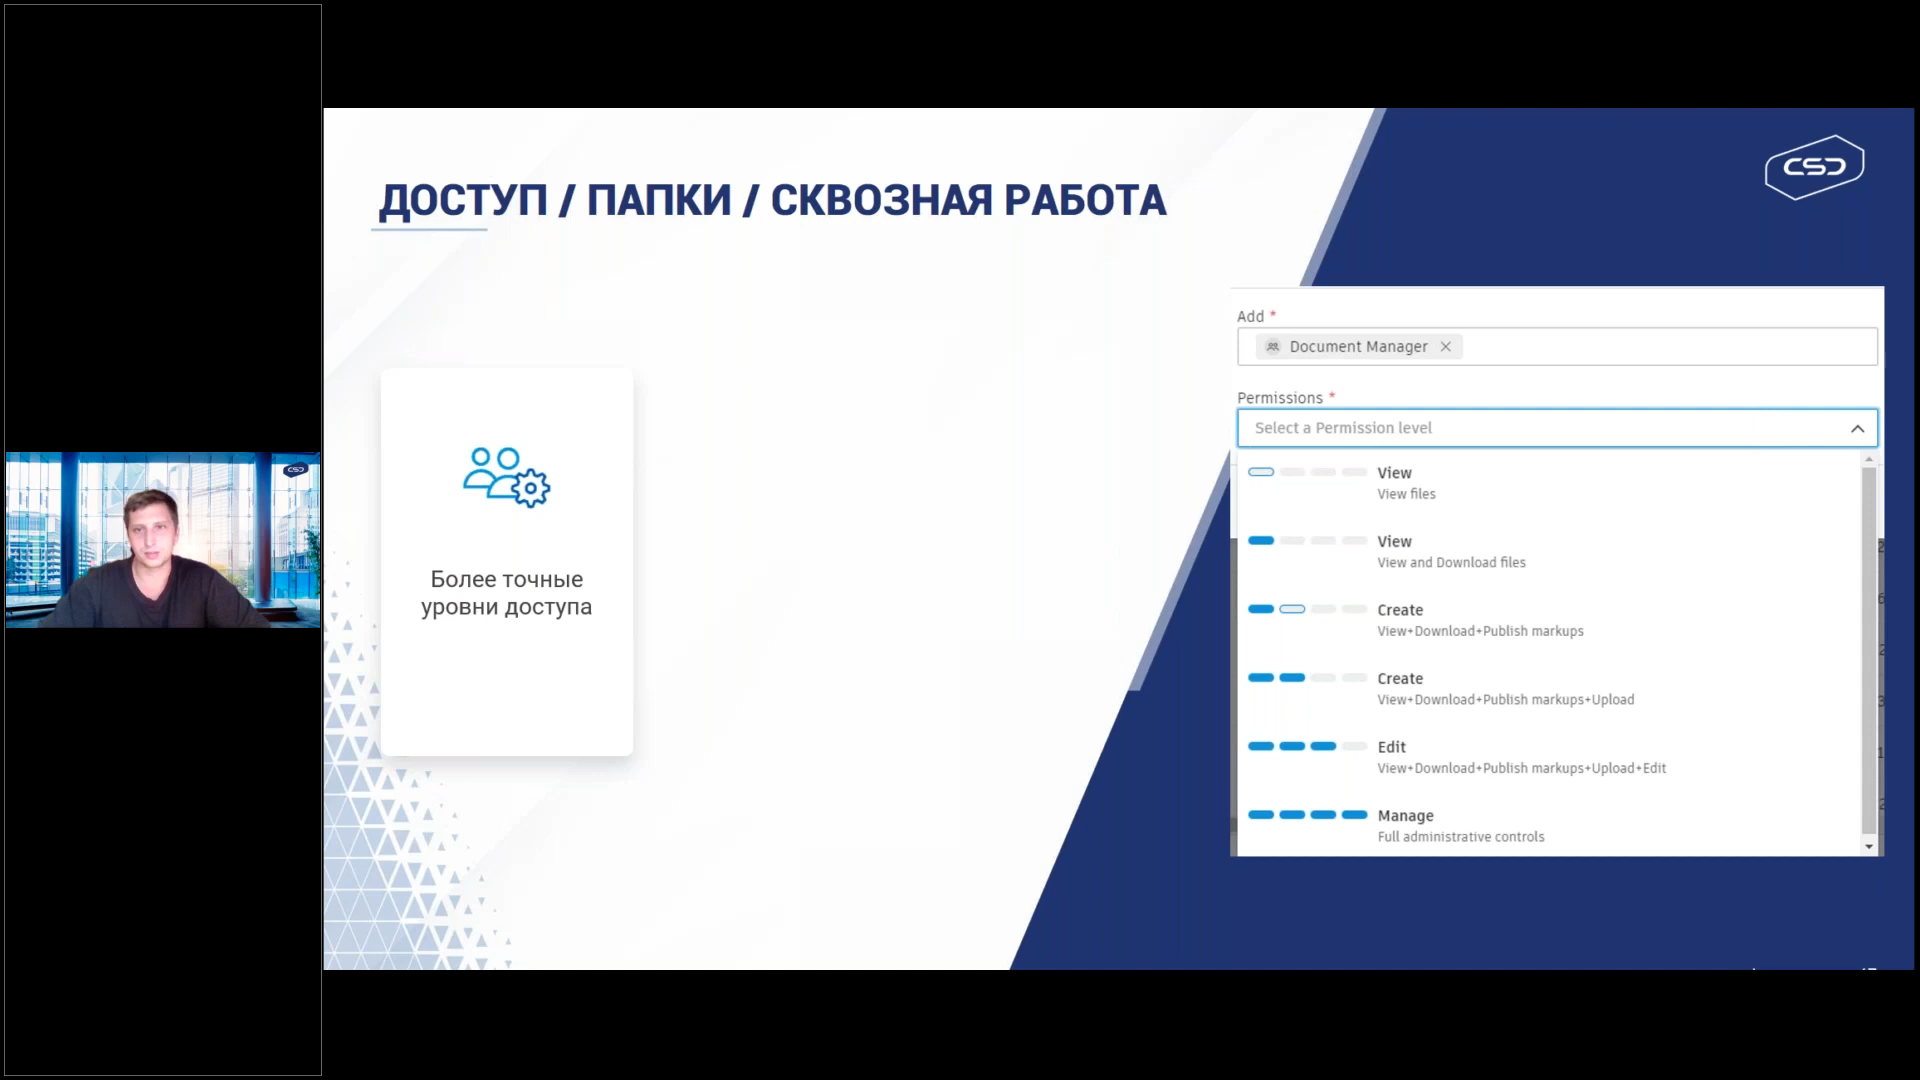 ДОСТУП / ПАПКИ / СКВОЗНАЯ РАБОТА
CSD
Более точные
уровни доступа
Add *
Document Manager
Permissions *
Select a Permission level
View
View files
View
View and Download files
Create
View+Download+Publish markups
Create
View+Download+Publish markups+Upload
Edit
View+Download+Publish markups+Upload+Edit
Manage
Full administrative controls
CSD